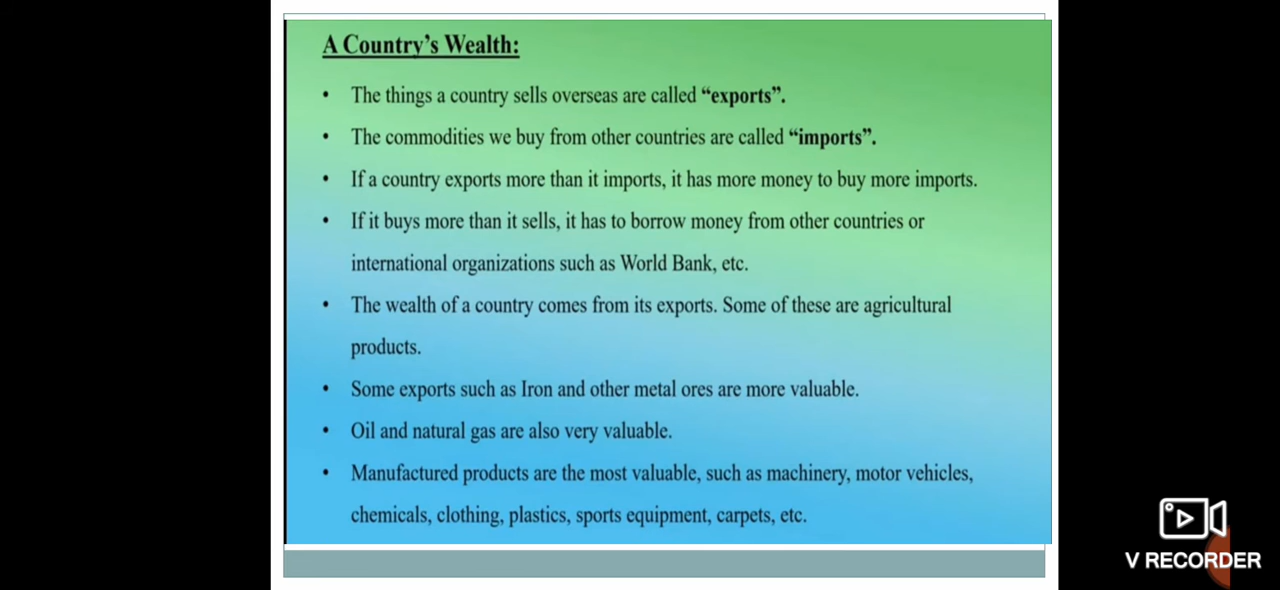 A Country’s Wealth:
• The things a country sells overseas are called “exports”.
• The commodities we buy from other countries are called “imports”.
• If a country exports more than it imports, it has more money to buy more imports.
• If it buys more than it sells, it has to borrow money from other countries or
international organizations such as World Bank, etc.
• The wealth of a country comes from its exports. Some of these are agricultural
products.
• Some exports such as Iron and other metal ores are more valuable.
• Oil and natural gas are also very valuable.
• Manufactured products are the most valuable, such as machinery, motor vehicles,
chemicals, clothing, plastics, sports equipment, carpets, etc.
V RECORDER